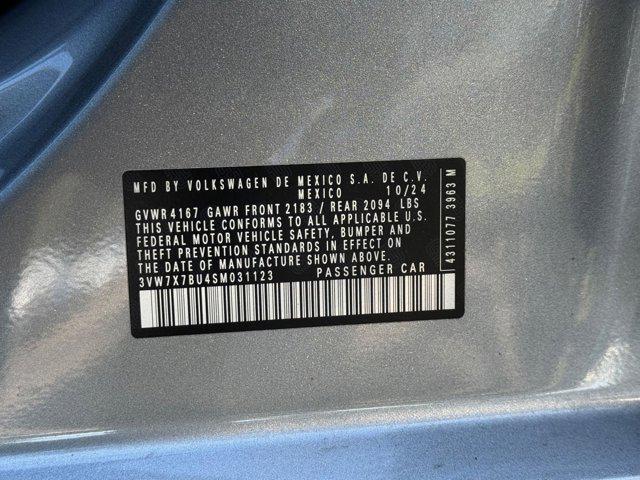 MFD BY VOLKSWAGEN DE MEXICO S.A. DE C.V.
MEXICO 10/24
GVWR 4167 GAWR FRONT 2183 / REAR 2094 LBS
THIS VEHICLE CONFORMS TO ALL APPLICABLE U.S.
FEDERAL MOTOR VEHICLE SAFETY, BUMPER AND
THEFT PREVENTION STANDARDS IN EFFECT ON
THE DATE OF MANUFACTURE SHOWN ABOVE.
3VW7X7BU4SM031123 PASSENGER CAR
4311077 3963 M